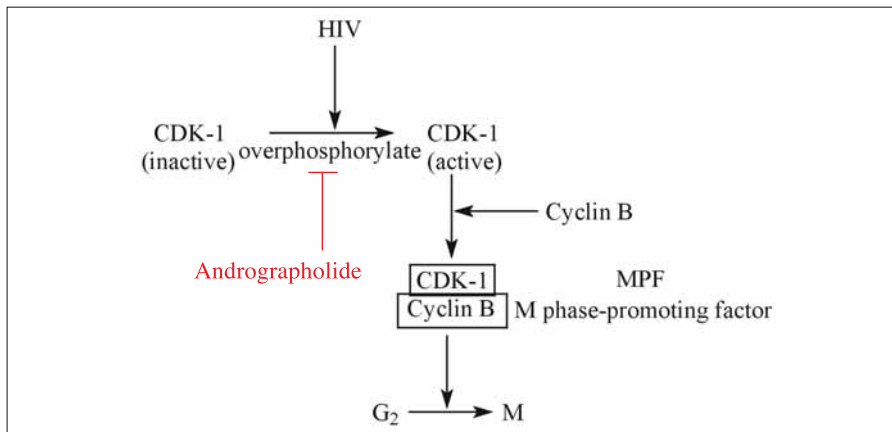 HIV
CDK-1
(inactive)
overphosphorylate
CDK-1
(active)
Cyclin B
Andrographolide
CDK-1
Cyclin B
MPF
M phase-promoting factor
G₂
M